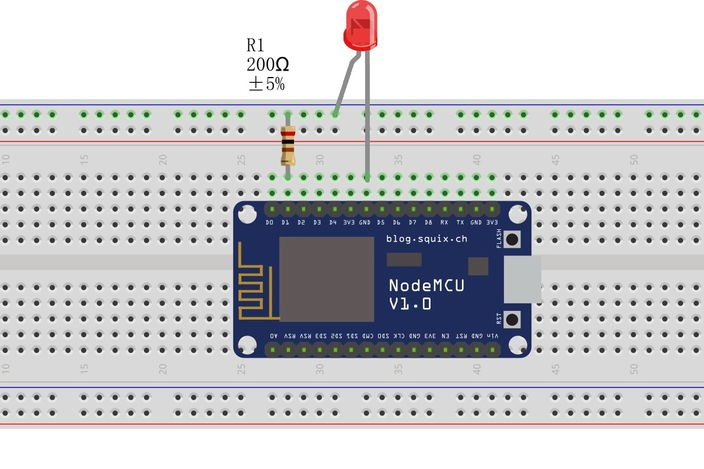 R1
200Ω
±5%
10 15 20 25 30 35 40 45 50
D0 D1 D2 D3 D4 3V3 GND D5 D6 D7 D8 RX TX GND 3V3
blog.squix.ch
FLASH
NodeMCU
V1.0
RST
A0 RSV RSV SD3 SD2 SD1 CMD SD0 CLK GND 3V3 EN RST GND Vin
10 15 20 25 30 35 40 45 50